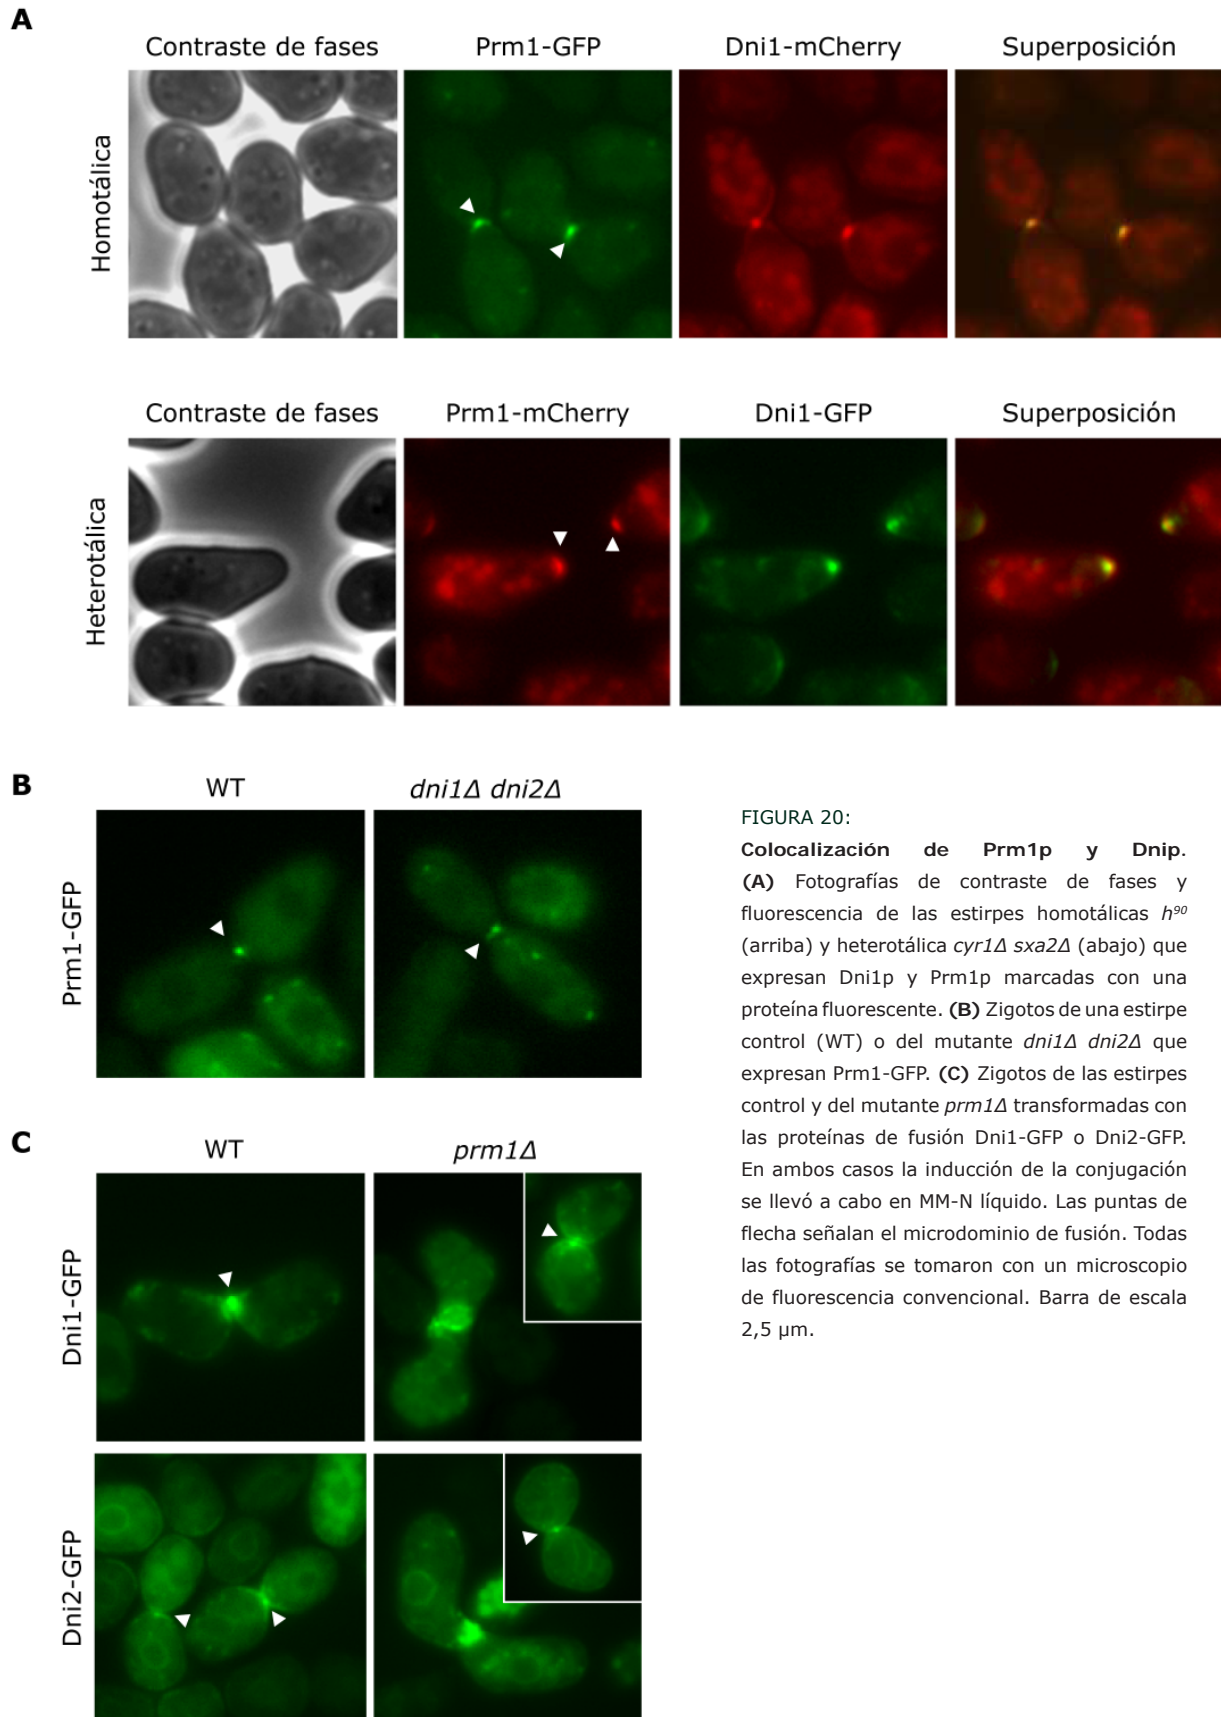 A
Contraste de fases Prm1-GFP Dni1-mCherry Superposición
Homotálica
Contraste de fases Prm1-mCherry Dni1-GFP Superposición
Heterotálica
B
WT dni1Δ dni2Δ
Prm1-GFP
FIGURA 20:
Colocalización de Prm1p y Dnip.
(A) Fotografías de contraste de fases y
fluorescencia de las estirpes homotálicas h⁹⁰
(arriba) y heterotálica cyr1Δ sxa2Δ (abajo) que
expresan Dni1p y Prm1p marcadas con una
proteína fluorescente. (B) Zigotos de una estirpe
control (WT) o del mutante dni1Δ dni2Δ que
expresan Prm1-GFP. (C) Zigotos de las estirpes
control y del mutante prm1Δ transformadas con
las proteínas de fusión Dni1-GFP o Dni2-GFP.
En ambos casos la inducción de la conjugación
se llevó a cabo en MM-N líquido. Las puntas de
flecha señalan el microdominio de fusión. Todas
las fotografías se tomaron con un microscopio
de fluorescencia convencional. Barra de escala
2,5 µm.
C
WT prm1Δ
Dni1-GFP
Dni2-GFP